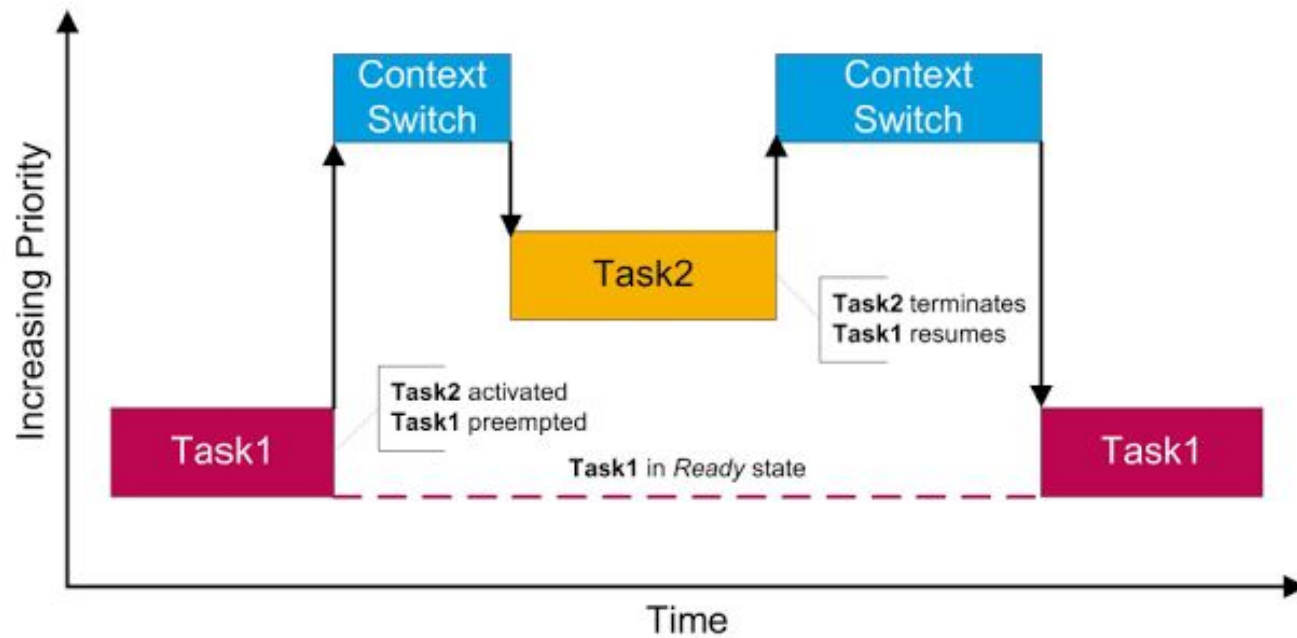 Increasing Priority
Context
Switch
Context
Switch
Task2
Task2 terminates
Task1 resumes
Task2 activated
Task1 preempted
Task1
Task1 in Ready state
Task1
Time